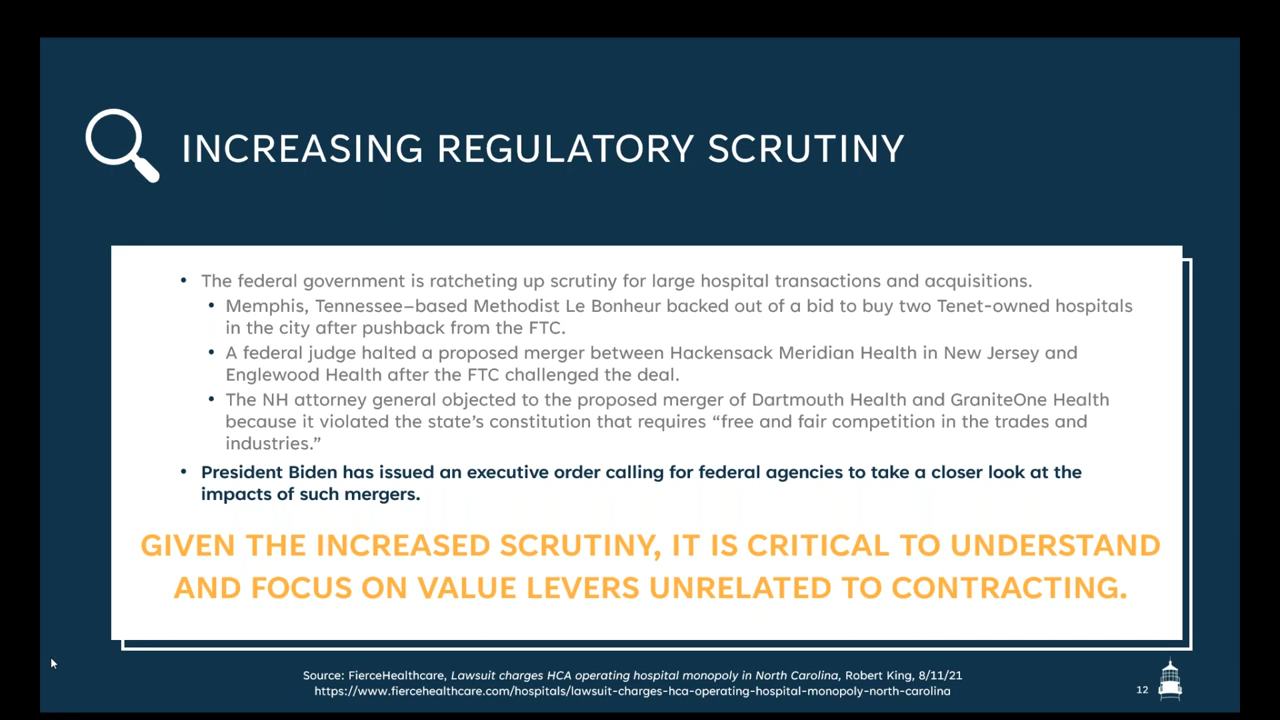 INCREASING REGULATORY SCRUTINY
• The federal government is ratcheting up scrutiny for large hospital transactions and acquisitions.
• Memphis, Tennessee–based Methodist Le Bonheur backed out of a bid to buy two Tenet-owned hospitals
in the city after pushback from the FTC.
• A federal judge halted a proposed merger between Hackensack Meridian Health in New Jersey and
Englewood Health after the FTC challenged the deal.
• The NH attorney general objected to the proposed merger of Dartmouth Health and GraniteOne Health
because it violated the state's constitution that requires “free and fair competition in the trades and
industries.”
• President Biden has issued an executive order calling for federal agencies to take a closer look at the
impacts of such mergers.
GIVEN THE INCREASED SCRUTINY, IT IS CRITICAL TO UNDERSTAND
AND FOCUS ON VALUE LEVERS UNRELATED TO CONTRACTING.
Source: FierceHealthcare, Lawsuit charges HCA operating hospital monopoly in North Carolina, Robert King, 8/11/21
https://www.fiercehealthcare.com/hospitals/lawsuit-charges-hca-operating-hospital-monopoly-north-carolina
12